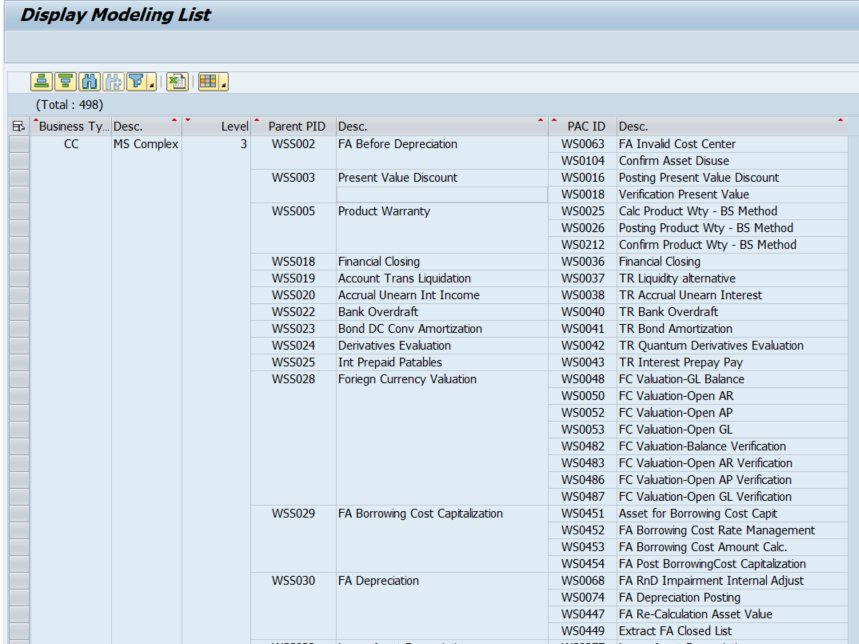 Display Modeling List
(Total : 498)
Business Ty... Desc. Level Parent PID Desc. PAC ID Desc.
CC MS Complex 3 WSS002 FA Before Depreciation WS0063 FA Invalid Cost Center
WS0104 Confirm Asset Disuse
WSS003 Present Value Discount WS0016 Posting Present Value Discount
WS0018 Verification Present Value
WSS005 Product Warranty WS0025 Calc Product Wty - BS Method
WS0026 Posting Product Wty - BS Method
WS0212 Confirm Product Wty - BS Method
WSS018 Financial Closing WS0036 Financial Closing
WSS019 Account Trans Liquidation WS0037 TR Liquidity alternative
WSS020 Accrual Unearn Int Income WS0038 TR Accrual Unearn Interest
WSS022 Bank Overdraft WS0040 TR Bank Overdraft
WSS023 Bond DC Conv Amortization WS0041 TR Bond Amortization
WSS024 Derivatives Evaluation WS0042 TR Quantum Derivatives Evaluation
WSS025 Int Prepaid Patables WS0043 TR Interest Prepay Pay
WSS028 Foriegn Currency Valuation WS0048 FC Valuation-GL Balance
WS0050 FC Valuation-Open AR
WS0052 FC Valuation-Open AP
WS0053 FC Valuation-Open GL
WS0482 FC Valuation-Balance Verification
WS0483 FC Valuation-Open AR Verification
WS0486 FC Valuation-Open AP Verification
WS0487 FC Valuation-Open GL Verification
WSS029 FA Borrowing Cost Capitalization WS0451 Asset for Borrowing Cost Capit
WS0452 FA Borrowing Cost Rate Management
WS0453 FA Borrowing Cost Amount Calc.
WS0454 FA Post BorrowingCost Capitalization
WSS030 FA Depreciation WS0068 FA RnD Impairment Internal Adjust
WS0074 FA Depreciation Posting
WS0447 FA Re-Calculation Asset Value
WS0449 Extract FA Closed List